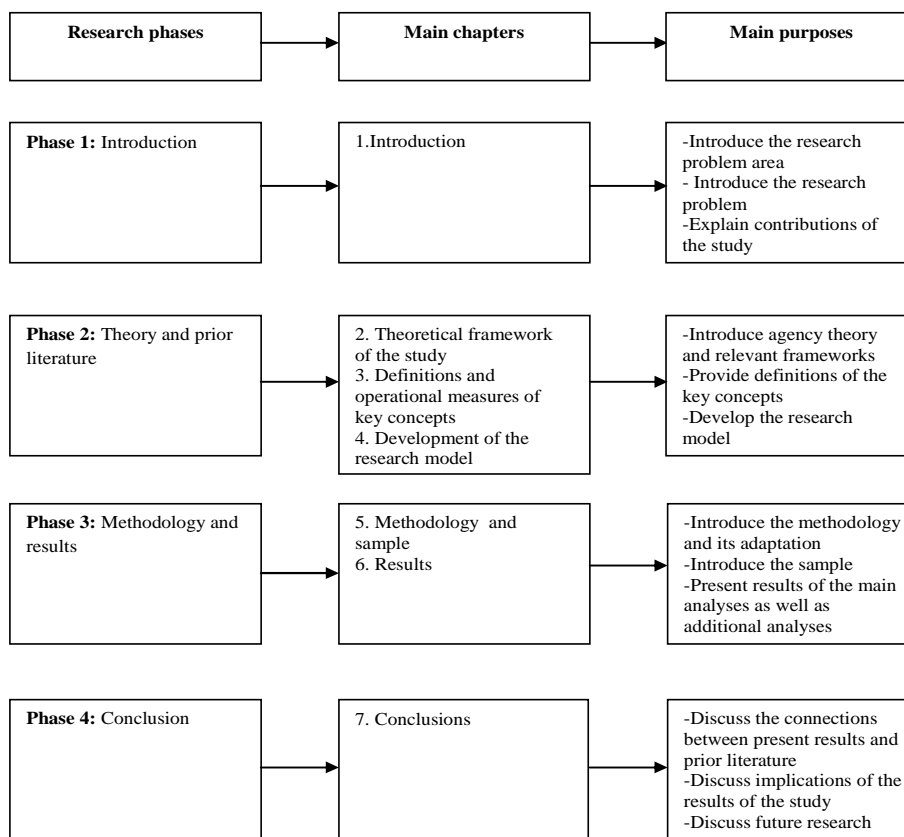 Research phases
Main chapters
Main purposes
Phase 1: Introduction
1.Introduction
-Introduce the research
problem area
- Introduce the research
problem
-Explain contributions of
the study
Phase 2: Theory and prior
literature
2. Theoretical framework
of the study
3. Definitions and
operational measures of
key concepts
4. Development of the
research model
-Introduce agency theory
and relevant frameworks
-Provide definitions of the
key concepts
-Develop the research
model
Phase 3: Methodology and
results
5. Methodology and
sample
6. Results
-Introduce the methodology
and its adaptation
-Introduce the sample
-Present results of the main
analyses as well as
additional analyses
Phase 4: Conclusion
7. Conclusions
-Discuss the connections
between present results and
prior literature
-Discuss implications of the
results of the study
-Discuss future research